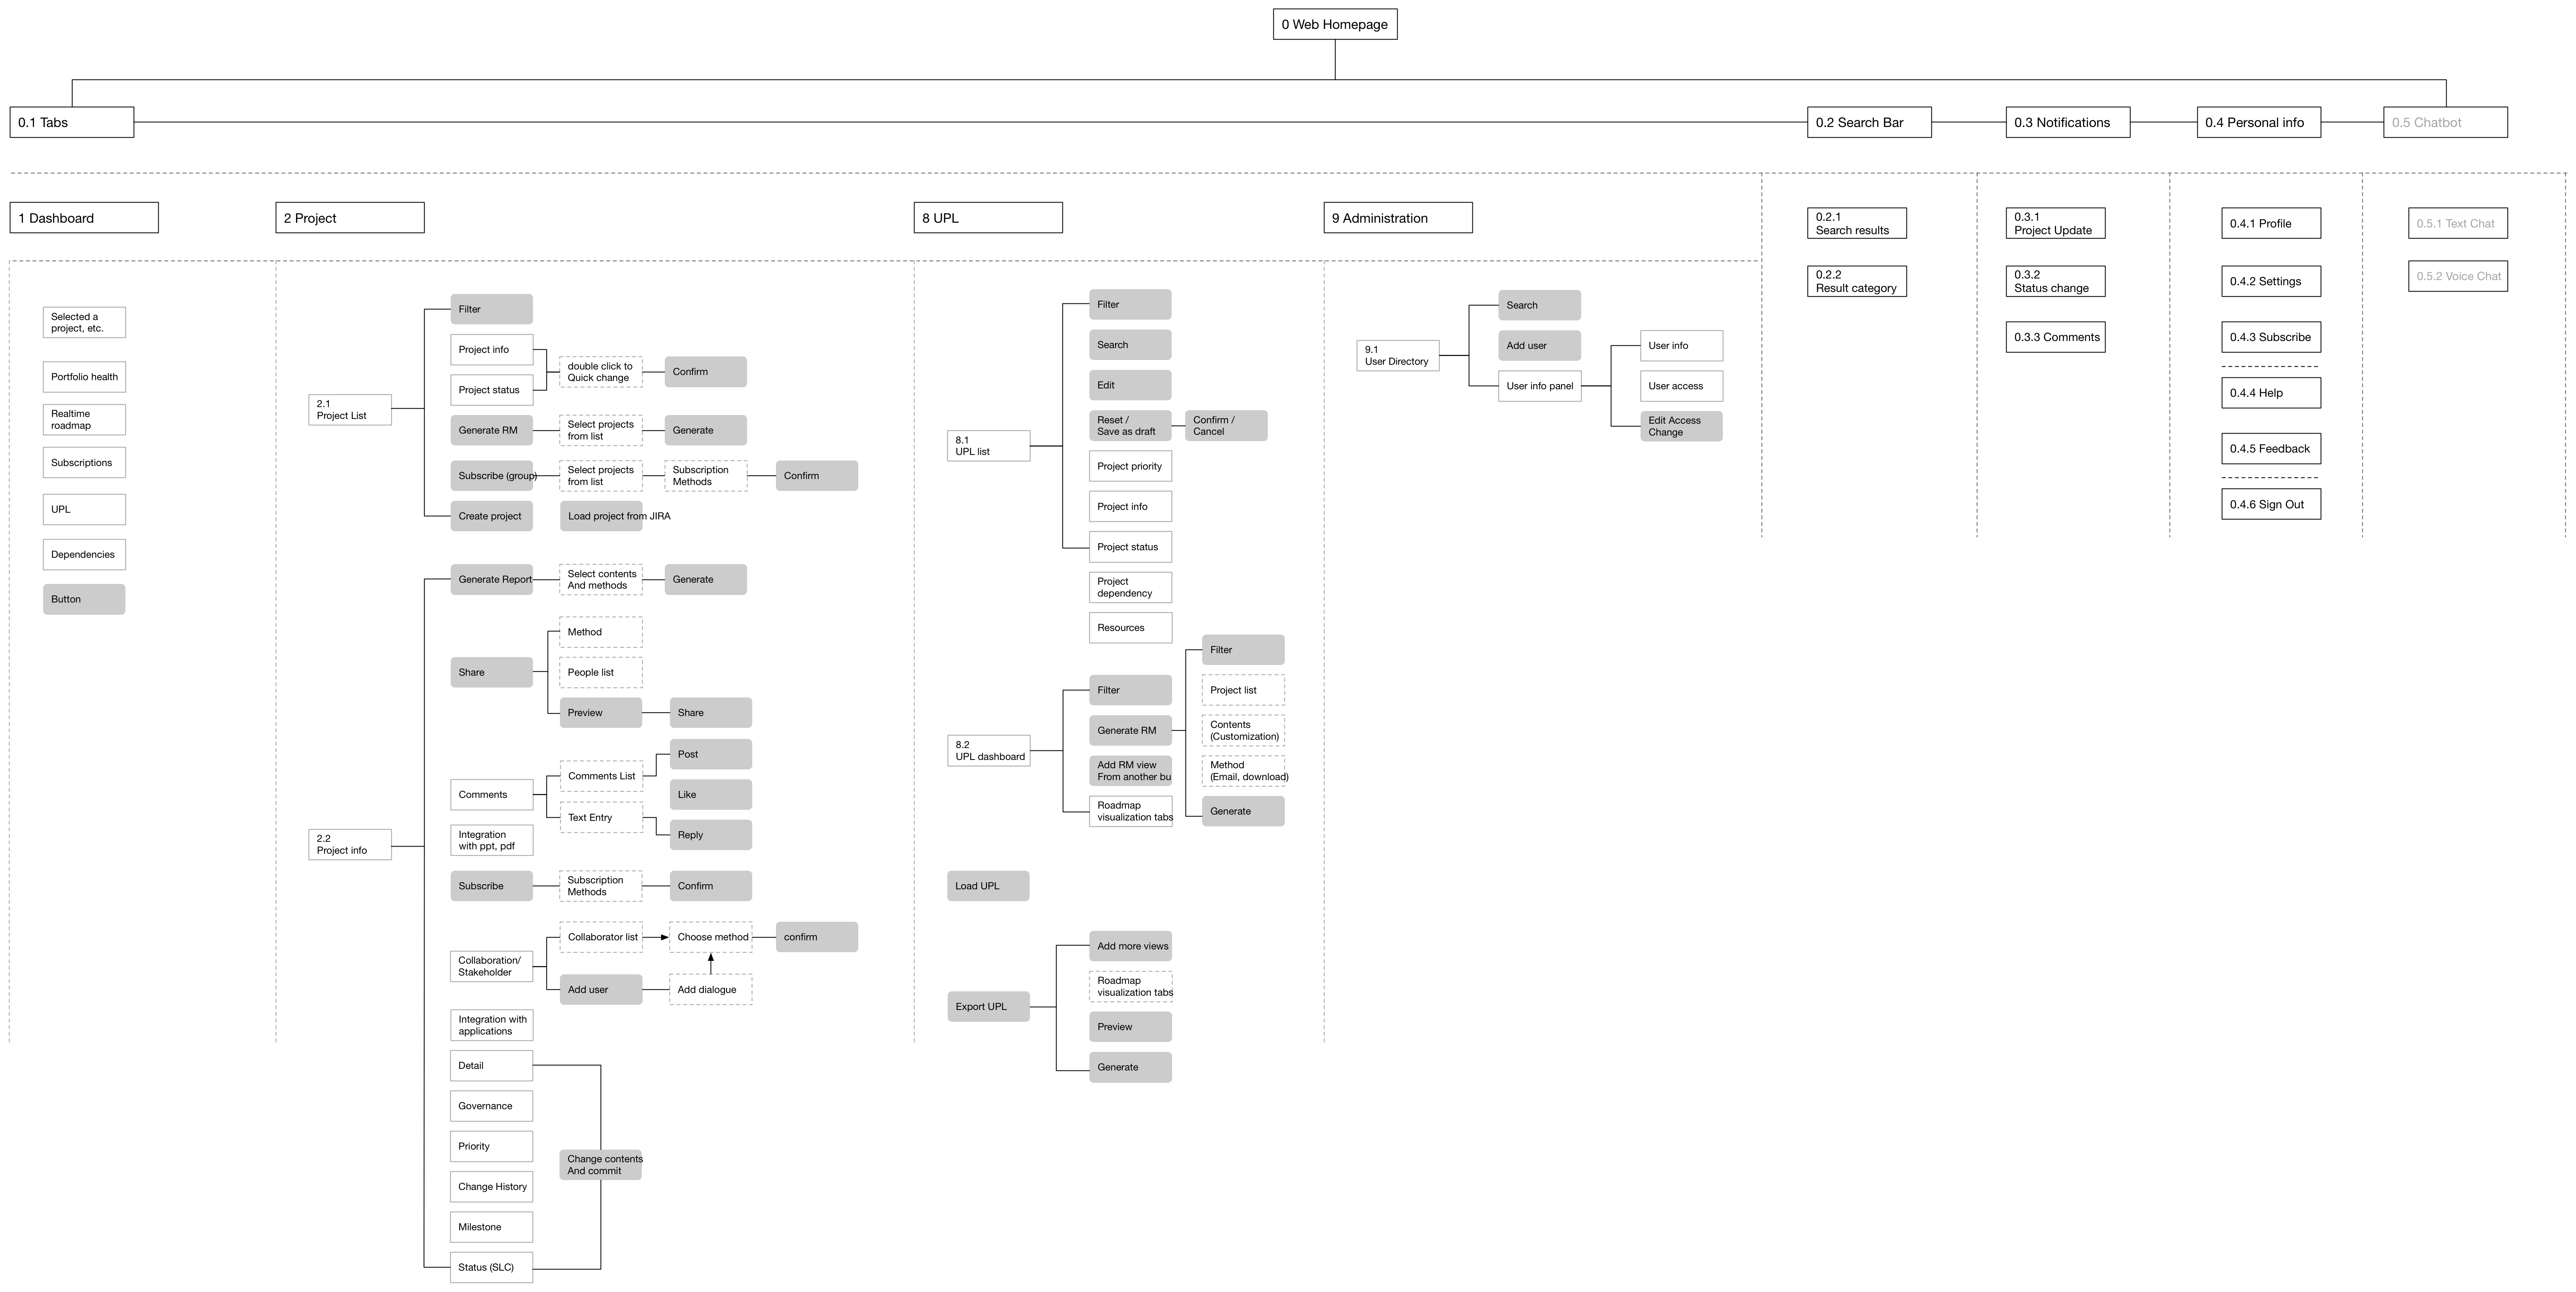 0 Web Homepage
0.1 Tabs
0.2 Search Bar
0.3 Notifications
0.4 Personal info
0.5 Chatbot
1 Dashboard
Selected a
project, etc.
Portfolio health
Realtime
roadmap
Subscriptions
UPL
Dependencies
Button
2 Project
2.1
Project List
Filter
Project info
Project status
double click to
Quick change
Confirm
Generate RM
Select projects
from list
Generate
Subscribe (group)
Select projects
from list
Subscription
Methods
Confirm
Create project
Load project from JIRA
2.2
Project info
Generate Report
Select contents
And methods
Generate
Share
Method
People list
Preview
Share
Comments
Comments List
Text Entry
Post
Like
Reply
Integration
with ppt, pdf
Subscribe
Subscription
Methods
Confirm
Collaboration/
Stakeholder
Collaborator list
Choose method
confirm
Add user
Add dialogue
Integration with
applications
Detail
Governance
Priority
Change History
Milestone
Status (SLC)
Change contents
And commit
8 UPL
8.1
UPL list
Filter
Search
Edit
Reset /
Save as draft
Confirm /
Cancel
Project priority
Project info
Project status
Project
dependency
Resources
8.2
UPL dashboard
Filter
Generate RM
Add RM view
From another bu
Roadmap
visualization tabs
Filter
Project list
Contents
(Customization)
Method
(Email, download)
Generate
Load UPL
Export UPL
Add more views
Roadmap
visualization tabs
Preview
Generate
9 Administration
9.1
User Directory
Search
Add user
User info panel
User info
User access
Edit Access
Change
0.2.1
Search results
0.2.2
Result category
0.3.1
Project Update
0.3.2
Status change
0.3.3 Comments
0.4.1 Profile
0.4.2 Settings
0.4.3 Subscribe
0.4.4 Help
0.4.5 Feedback
0.4.6 Sign Out
0.5.1 Text Chat
0.5.2 Voice Chat